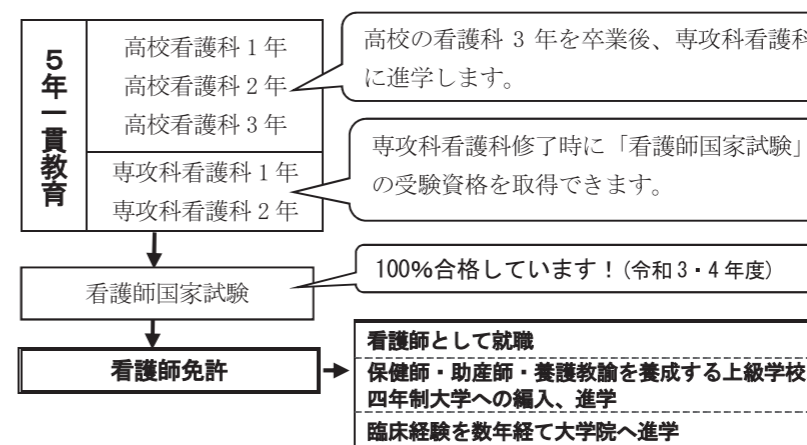 5年一貫教育
高校看護科1年
高校看護科2年
高校看護科3年
専攻科看護科1年
専攻科看護科2年
高校の看護科 3 年を卒業後、専攻科看護科
に進学します。
専攻科看護科修了時に「看護師国家試験」
の受験資格を取得できます。
看護師国家試験
100%合格しています！(令和3・4年度)
看護師免許
看護師として就職
保健師・助産師・養護教諭を養成する上級学校
四年制大学への編入、進学
臨床経験を数年経て大学院へ進学